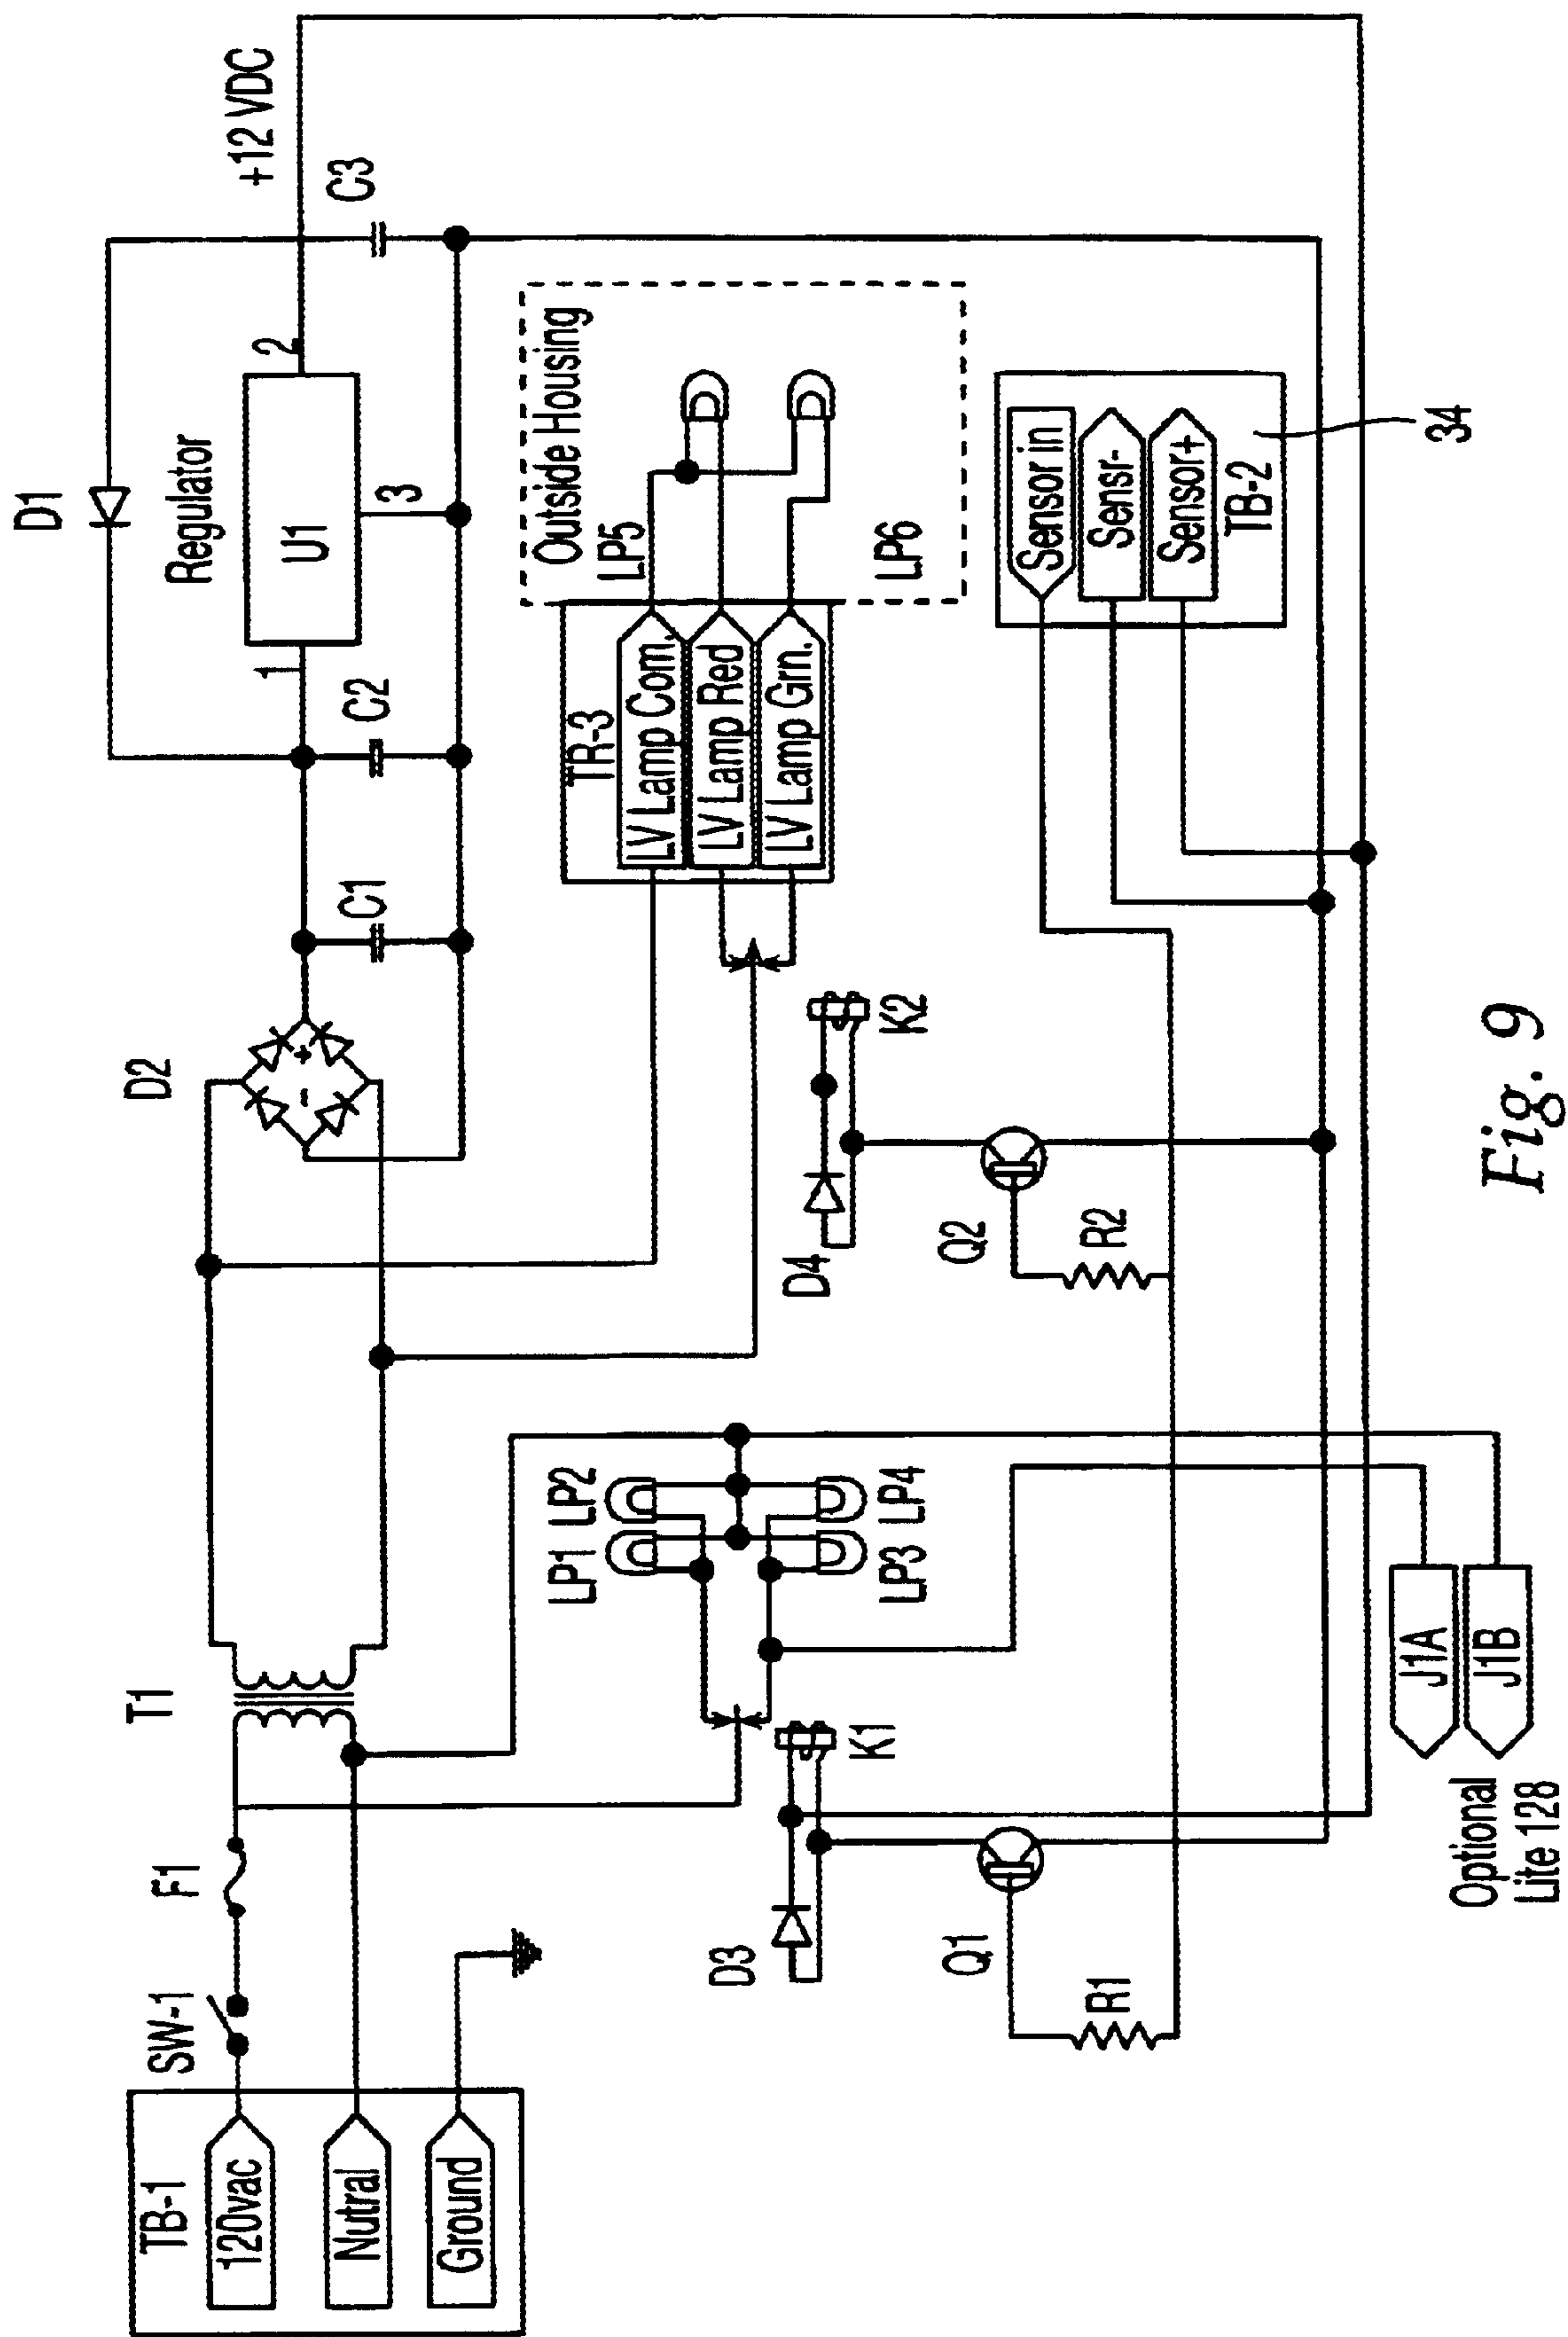 TB-1
120vac
Nutral
Ground
SW-1
F1
T1
D2
D1
Regulator
U1
1
2
3
+12 VDC
C1
C2
C3
LP1
LP2
LP3
LP4
TR-3
LV Lamp Com.
LV Lamp Red
LV Lamp Grn.
Outside Housing
LP5
LP6
D3
K1
D4
K2
Q1
R1
Q2
R2
Sensor in
Sensr-
Sensor+
TB-2
34
J1A
J1B
Optional
Lite 128
Fig. 9